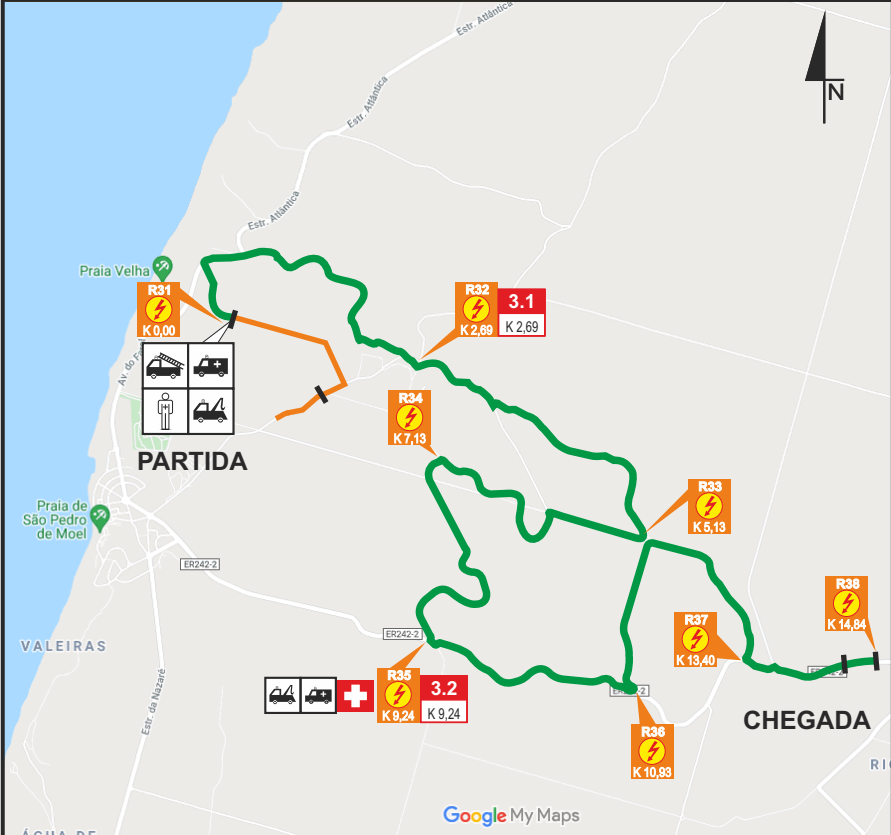 Estr. Atlântica
N
Estr. Atlântica
Estr. Atlântica
Praia Velha
R31
K 0,00
R32
K 2,69
3.1
K 2,69
R34
K 7,13
PARTIDA
Praia de
São Pedro
de Moel
R33
K 5,13
ER242-2
R38
K 14,84
R37
K 13,40
VALEIRAS
ER242-2
Estr. da Nazaré
R35
K 9,24
3.2
K 9,24
CHEGADA
R36
K 10,93
Google My Maps